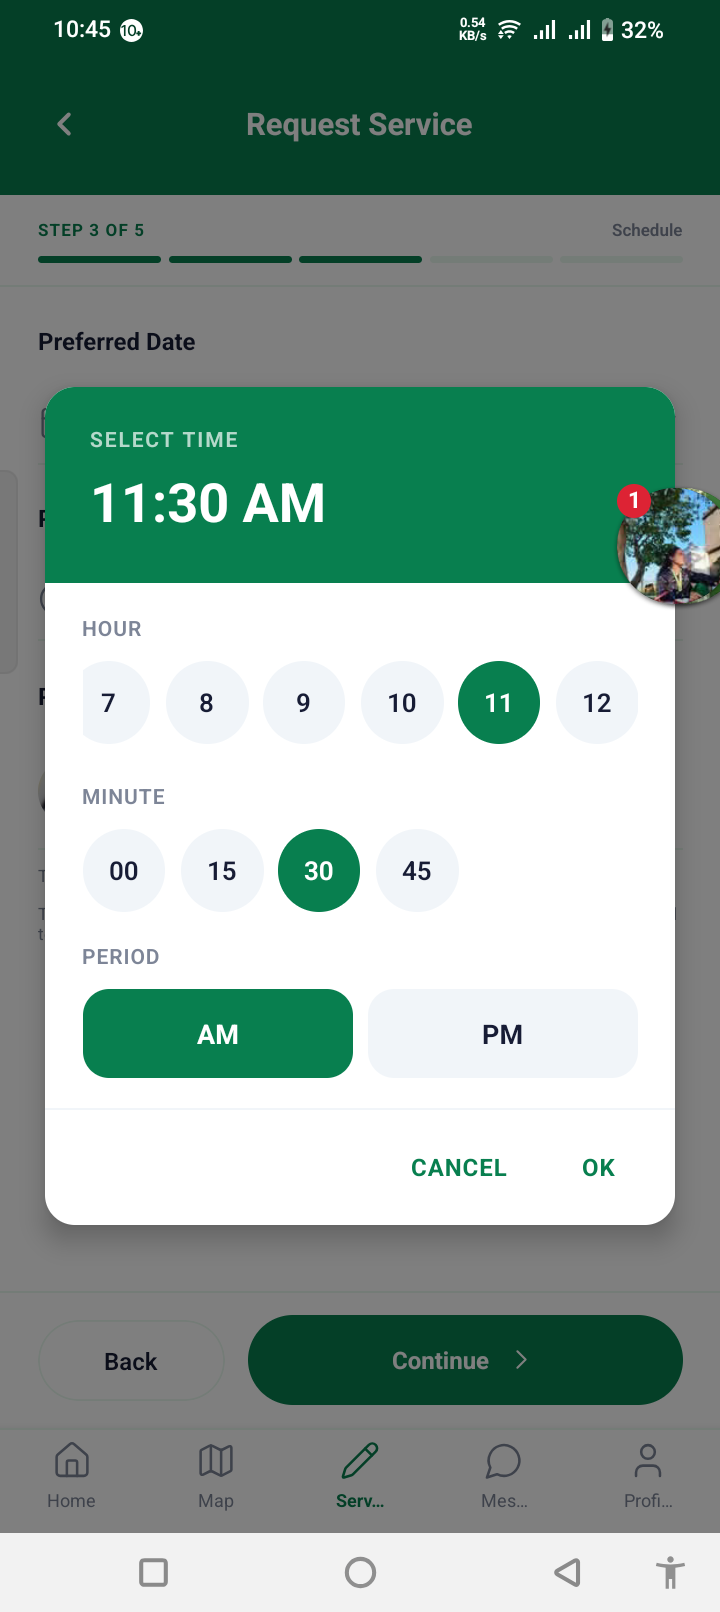 10:45 10+ 0.54 KB/s 32%
Request Service
STEP 3 OF 5 Schedule
Preferred Date
SELECT TIME
11:30 AM
1
HOUR
7 8 9 10 11 12
MINUTE
00 15 30 45
PERIOD
AM PM
CANCEL OK
Back Continue
Home Map Serv... Mes... Profi...